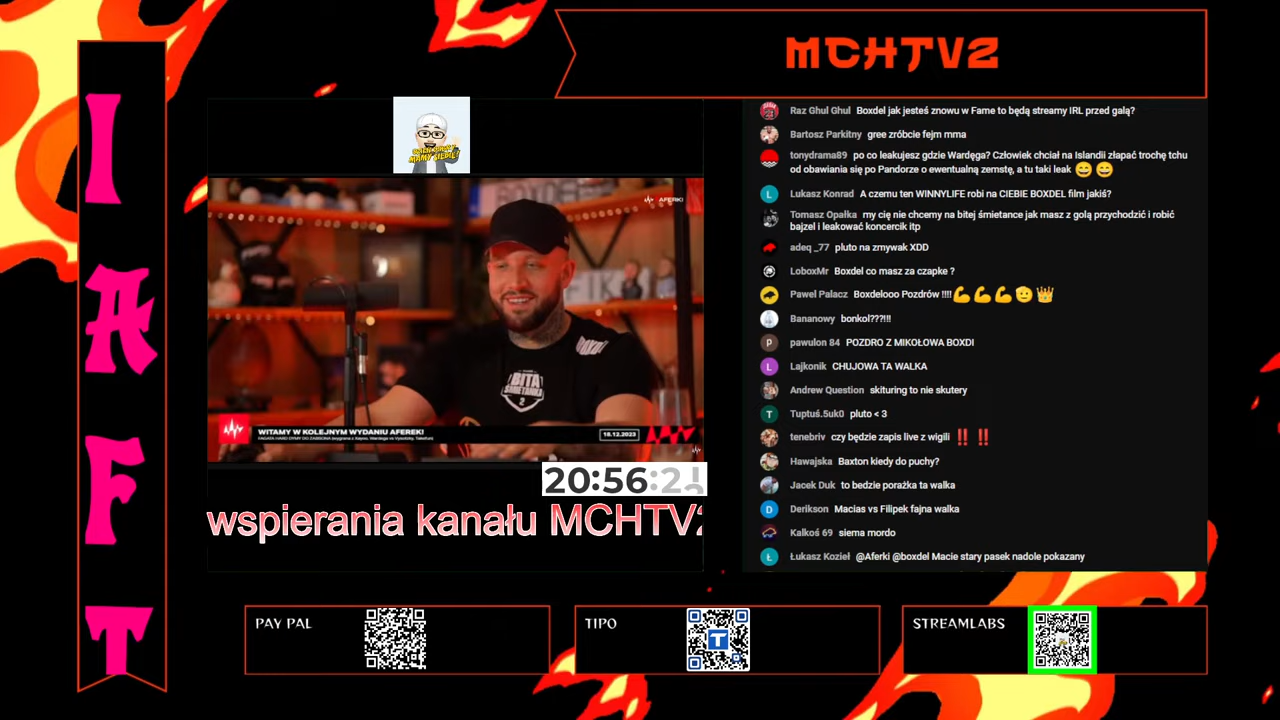 MCHTV2
I
A
F
T
MAMY CIEBIE!
AFERKI
BITA
ŚMIETANKA
2
WITAMY W KOLEJNYM WYDANIU AFEREK!
18.12.2023
20:56:2
wspierania kanału MCHTV2
Raz Ghul Ghul Boxdel jak jesteś znowu w Fame to będą streamy IRL przed galą?
Bartosz Parkitny gree zróbcie fejm mma
tonydrama89 po co leakujesz gdzie Wardęga? Człowiek chciał na Islandii złapać trochę tchu
od obawiania się po Pandorze o ewentualną zemstę, a tu taki leak 😄 😄
Lukasz Konrad A czemu ten WINNYLIFE robi na CIEBIE BOXDEL film jakiś?
Tomasz Opałka my cię nie chcemy na bitej śmietance jak masz z golą przychodzić i robić
bajzel i leakować koncercik itp
adeq _77 pluto na zmywak XDD
LoboxMr Boxdel co masz za czapke ?
Pawel Palacz Boxdelooo Pozdrów !!!!💪💪💪🫡👑
Bananowy bonkol???!!!
pawulon 84 POZDRO Z MIKOŁOWA BOXDI
Lajkonik CHUJOWA TA WALKA
Andrew Question skituring to nie skutery
Tuptuś.5uk0 pluto < 3
tenebriv czy będzie zapis live z wigili ‼️ ‼️
Hawajska Baxton kiedy do puchy?
Jacek Duk to bedzie porażka ta walka
Derikson Macias vs Filipek fajna walka
Kalkoś 69 siema mordo
Łukasz Kozieł @Aferki @boxdel Macie stary pasek nadole pokazany
PAY PAL
TIPO
T
STREAMLABS